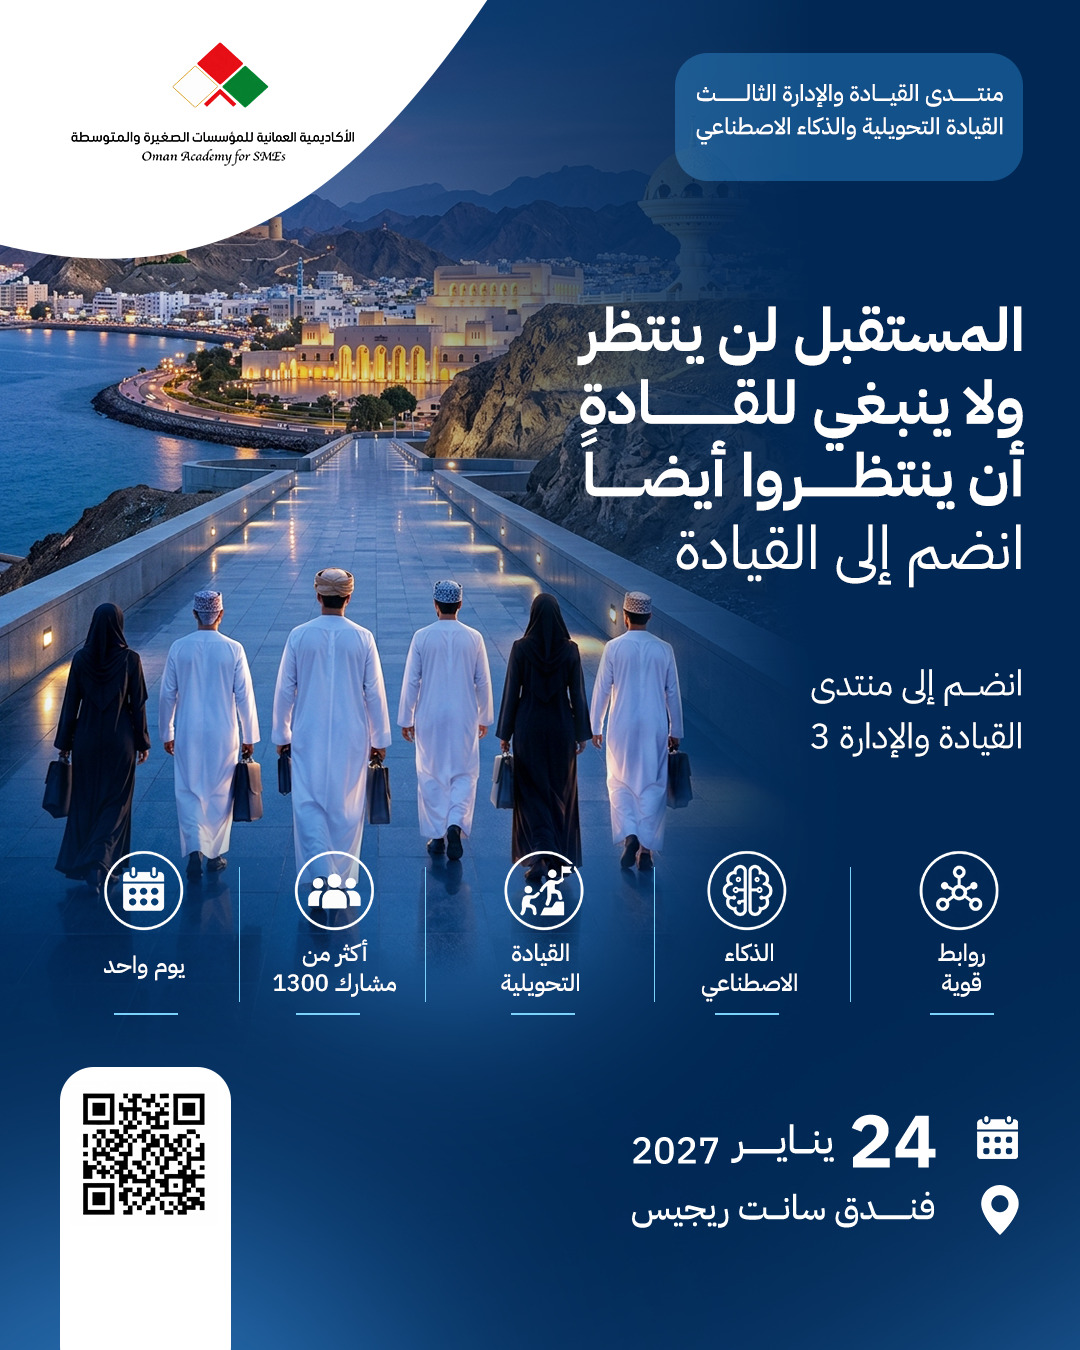 الأكاديمية العمانية للمؤسسات الصغيرة والمتوسطة
Oman Academy for SMEs
منتدى القيادة والإدارة الثالث
القيادة التحويلية والذكاء الاصطناعي
المستقبل لن ينتظر
ولا ينبغي للقادة
أن ينتظروا أيضاً
انضم إلى القيادة
انضم إلى منتدى
القيادة والإدارة 3
روابط
قوية
الذكاء
الاصطناعي
القيادة
التحويلية
أكثر من
1300 مشارك
يوم واحد
24 يناير 2027
فندق سانت ريجيس